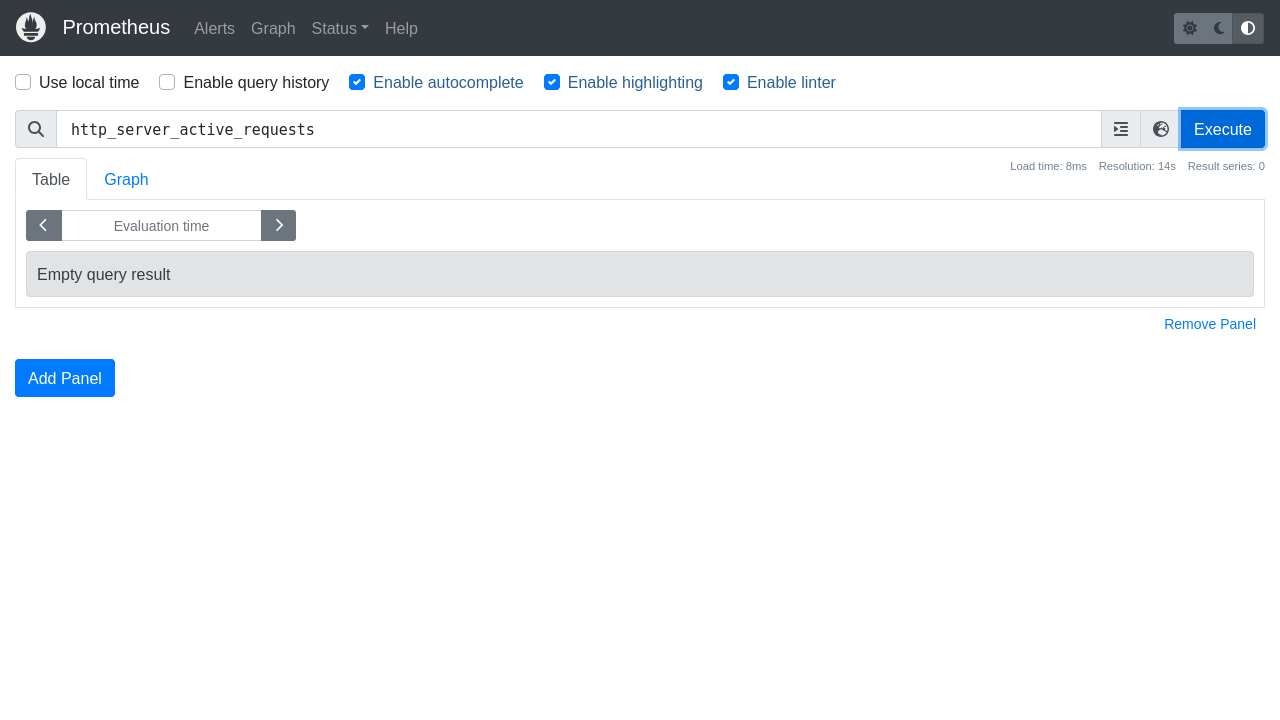 Prometheus Alerts Graph Status Help
Use local time Enable query history Enable autocomplete Enable highlighting Enable linter
http_server_active_requests Execute
Table Graph Load time: 8ms Resolution: 14s Result series: 0
Evaluation time
Empty query result
Remove Panel
Add Panel